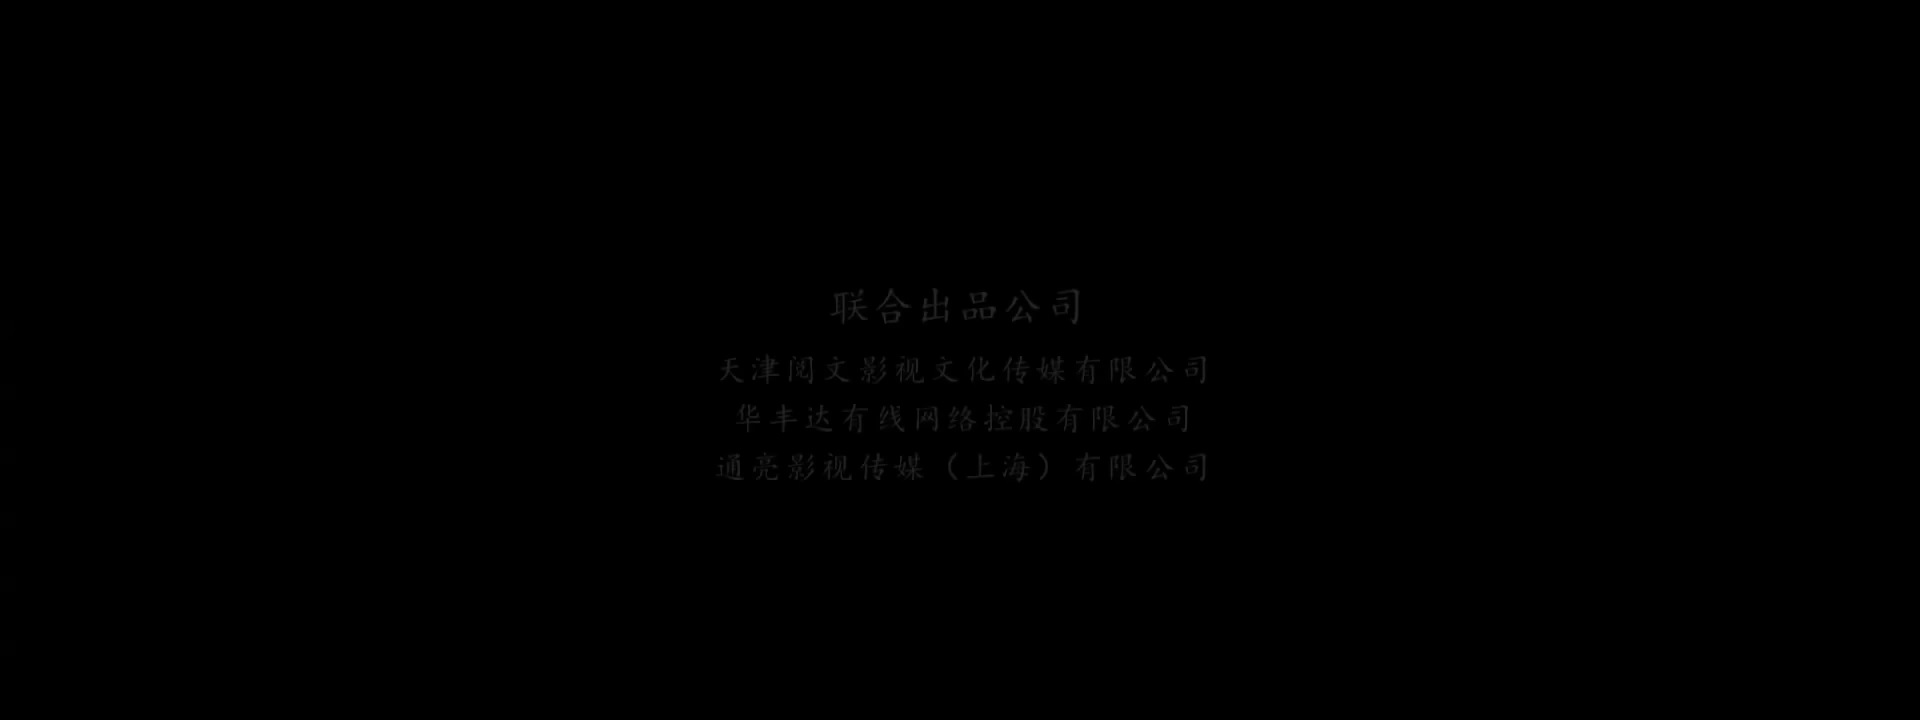 联合出品公司
天津阅文影视文化传媒有限公司
华丰达有线网络控股有限公司
通亮影视传媒（上海）有限公司